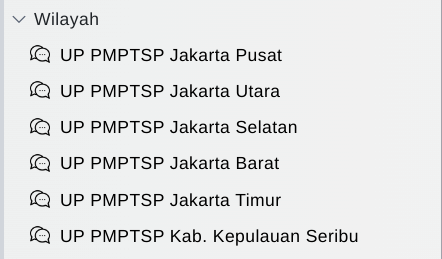 Wilayah
UP PMPTSP Jakarta Pusat
UP PMPTSP Jakarta Utara
UP PMPTSP Jakarta Selatan
UP PMPTSP Jakarta Barat
UP PMPTSP Jakarta Timur
UP PMPTSP Kab. Kepulauan Seribu